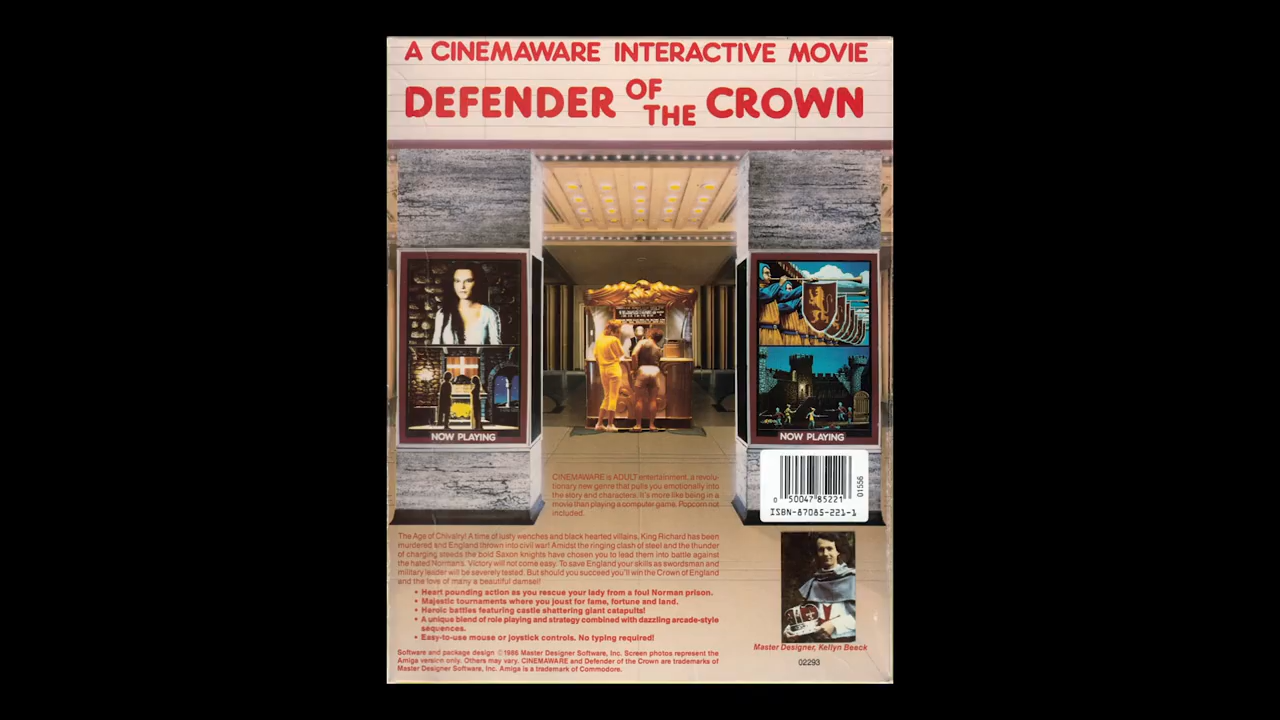 A CINEMAWARE INTERACTIVE MOVIE
DEFENDER OF THE CROWN
NOW PLAYING
NOW PLAYING
CINEMAWARE is ADULT entertainment, a revolu-
tionary new genre that pulls you emotionally into
the story and characters. It's more like being in a
movie than playing a computer game. Popcorn not
included.
01556
0 50047 85221
ISBN-87085-221-1
The Age of Chivalry! A time of lusty wenches and black hearted villains. King Richard has been
murdered and England thrown into civil war! Amidst the ringing clash of steel and the thunder
of charging steeds the bold Saxon knights have chosen you to lead them into battle against
the hated Normans. Victory will not come easy. To save England your skills as swordsman and
military leader will be severely tested. But should you succeed you'll win the Crown of England
and the love of many a beautiful damsel!
• Heart pounding action as you rescue your lady from a foul Norman prison.
• Majestic tournaments where you joust for fame, fortune and land.
• Heroic battles featuring castle shattering giant catapults!
• A unique blend of role playing and strategy combined with dazzling arcade-style
sequences.
• Easy-to-use mouse or joystick controls. No typing required!
Software and package design ©1986 Master Designer Software, Inc. Screen photos represent the
Amiga version only. Others may vary. CINEMAWARE and Defender of the Crown are trademarks of
Master Designer Software, Inc. Amiga is a trademark of Commodore.
Master Designer, Kellyn Beeck
02293